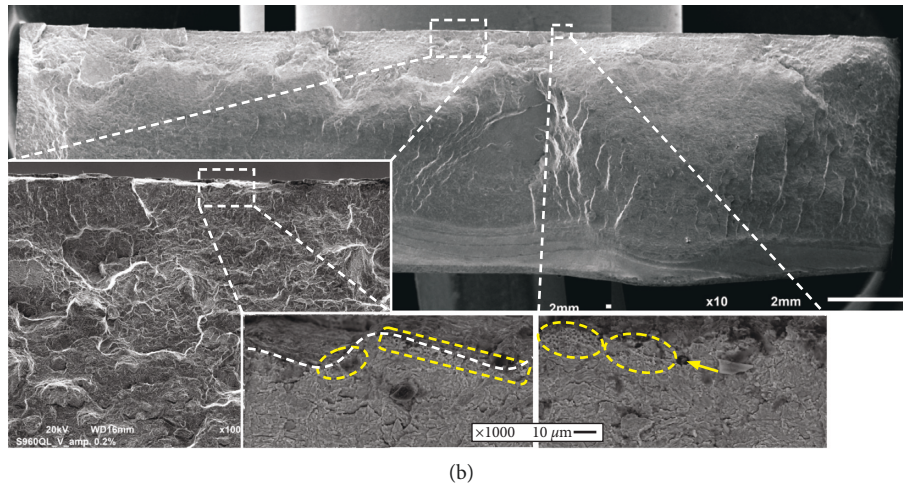 2mm x10 2mm
20kV WD16mm x100
S960QL_V_amp. 0.2%
×1000 10 μm
(b)